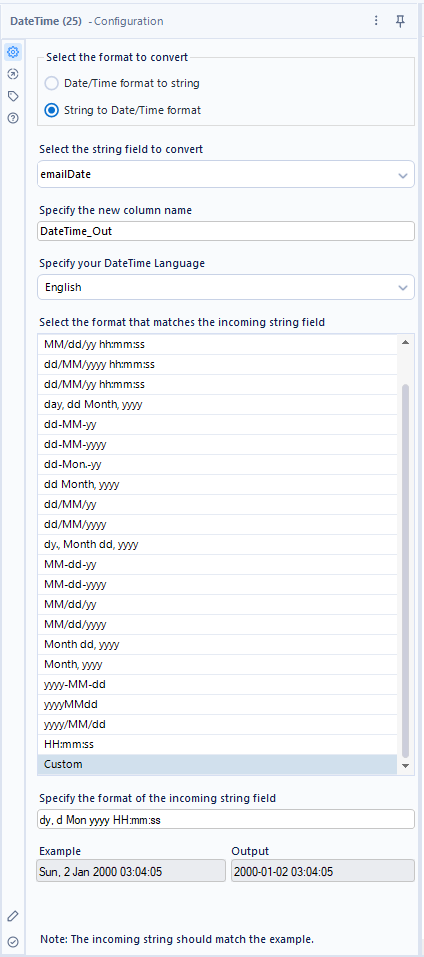 DateTime (25) - Configuration
Select the format to convert
Date/Time format to string
String to Date/Time format
Select the string field to convert
emailDate
Specify the new column name
DateTime_Out
Specify your DateTime Language
English
Select the format that matches the incoming string field
MM/dd/yy hh:mm:ss
dd/MM/yyyy hh:mm:ss
dd/MM/yy hh:mm:ss
day, dd Month, yyyy
dd-MM-yy
dd-MM-yyyy
dd-Mon.-yy
dd Month, yyyy
dd/MM/yy
dd/MM/yyyy
dy., Month dd, yyyy
MM-dd-yy
MM-dd-yyyy
MM/dd/yy
MM/dd/yyyy
Month dd, yyyy
Month, yyyy
yyyy-MM-dd
yyyyMMdd
yyyy/MM/dd
HH:mm:ss
Custom
Specify the format of the incoming string field
dy, d Mon yyyy HH:mm:ss
Example Output
Sun, 2 Jan 2000 03:04:05 2000-01-02 03:04:05
Note: The incoming string should match the example.